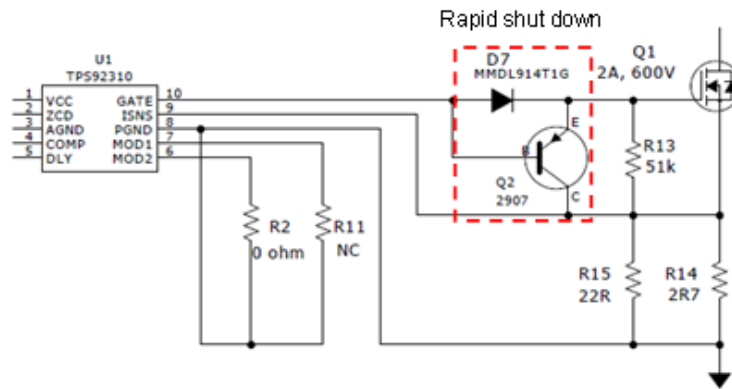 Rapid shut down
U1
TPS92310
1 VCC GATE 10
2 ZCD ISNS 9
3 AGND PGND 8
4 COMP MOD1 7
5 DLY MOD2 6
D7
MMDL914T1G
Q1
2A, 600V
E
B
C
Q2
2907
R13
51k
R2
0 ohm
R11
NC
R15
22R
R14
2R7